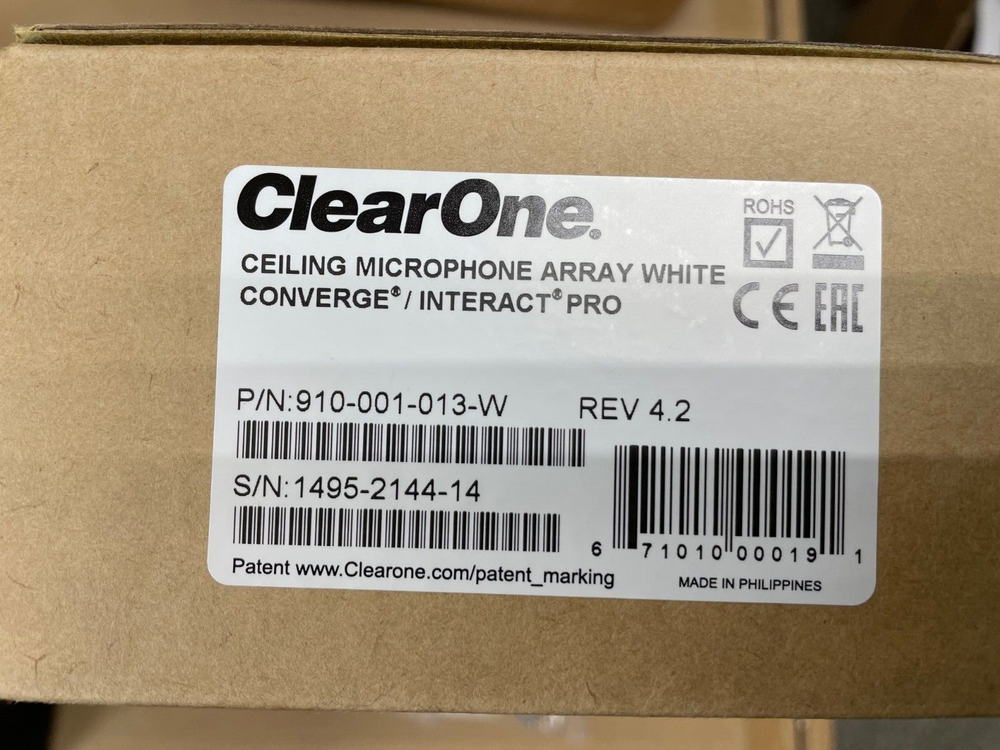 ClearOne.
CEILING MICROPHONE ARRAY WHITE
CONVERGE® / INTERACT® PRO
ROHS
CE EAC
P/N:910-001-013-W REV 4.2
S/N:1495-2144-14
6 71010 00019 1
Patent www.Clearone.com/patent_marking
MADE IN PHILIPPINES